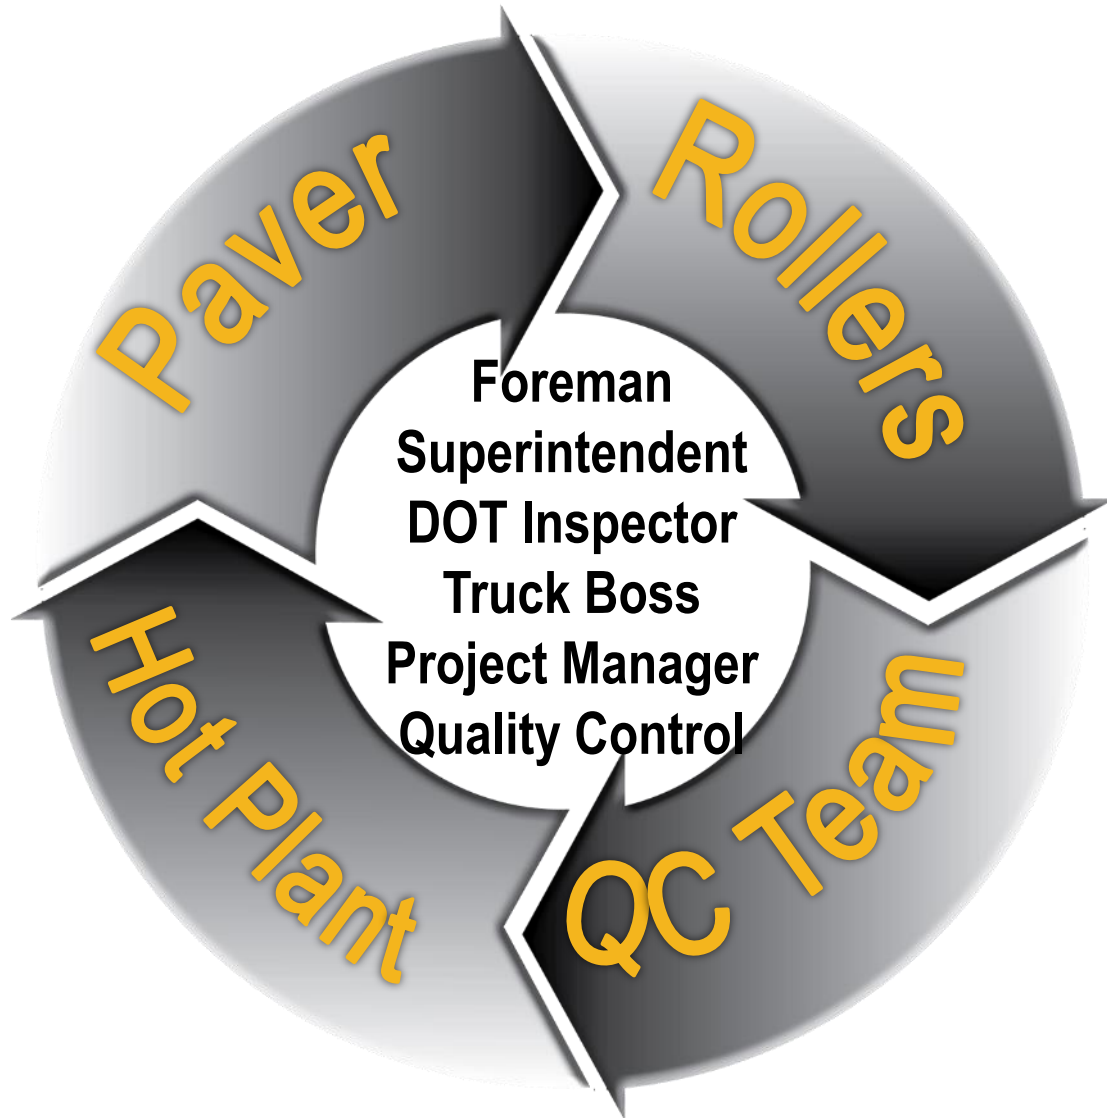 Paver
Rollers
Foreman
Superintendent
DOT Inspector
Truck Boss
Project Manager
Quality Control
Hot Plant
QC Team